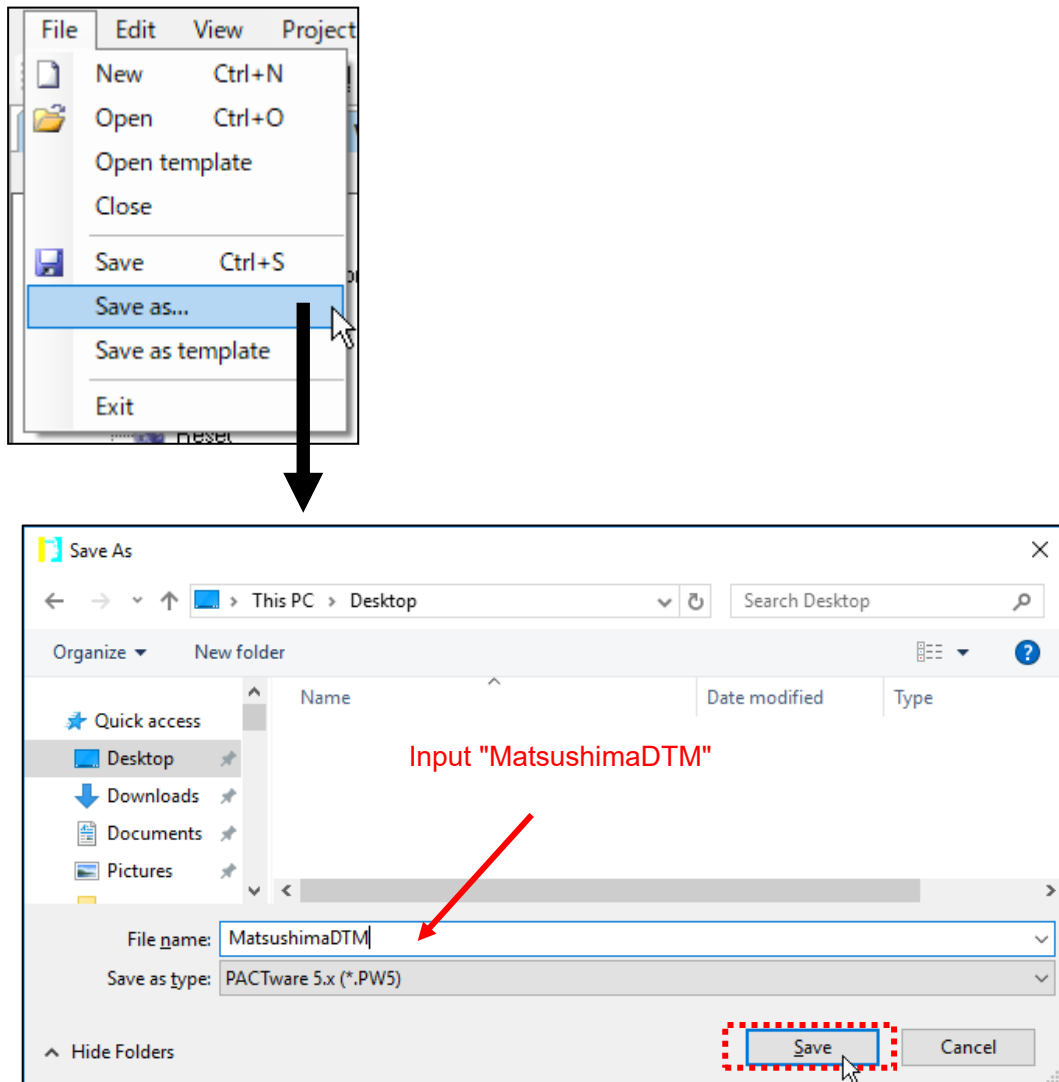 File Edit View Project
New Ctrl+N
Open Ctrl+O
Open template
Close
Save Ctrl+S
Save as...
Save as template
Exit
Save As
This PC > Desktop
Search Desktop
Organize New folder
Name Date modified Type
Quick access
Desktop
Input "MatsushimaDTM"
Downloads
Documents
Pictures
File name: MatsushimaDTM
Save as type: PACTware 5.x (*.PW5)
Hide Folders Save Cancel